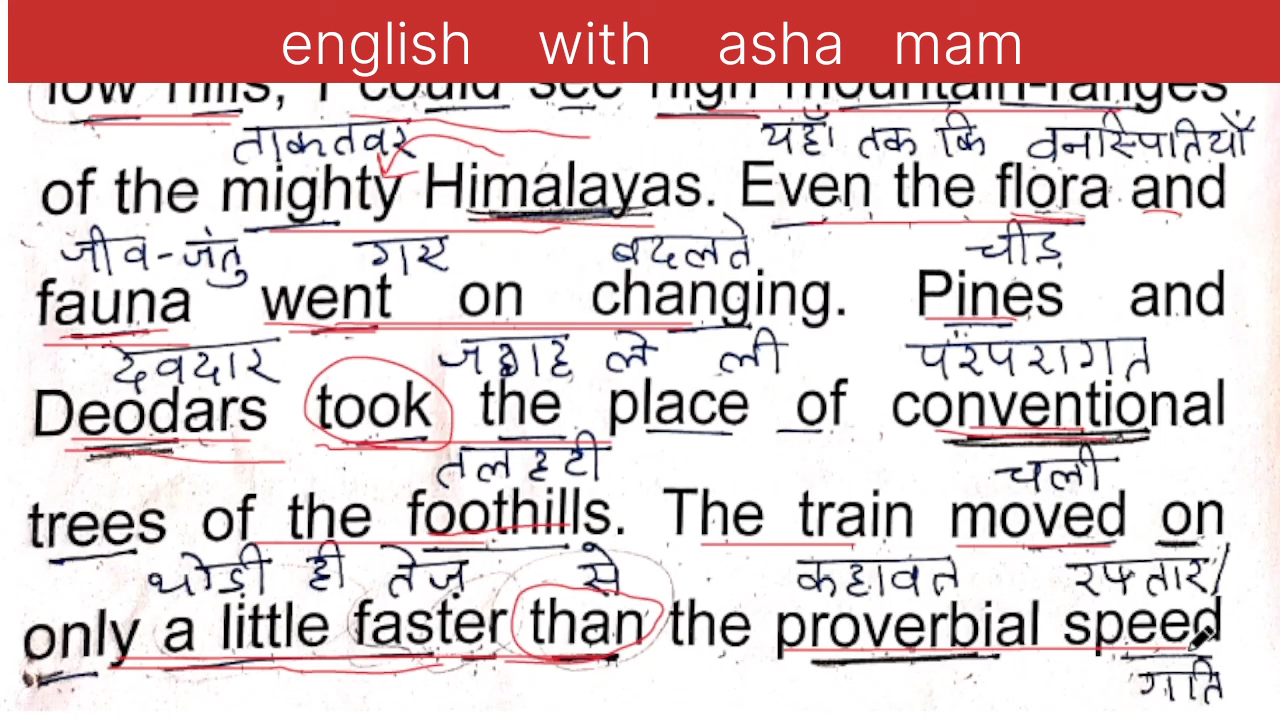 english with asha mam
low hills, I could see high mountain-ranges
ताकतवर यहाँ तक कि वनस्पितियाँ
of the mighty Himalayas. Even the flora and
जीव-जंतु गए बदलते चीड़
fauna went on changing. Pines and
देवदार जगह ले ली परंपरागत
Deodars took the place of conventional
तलहटी चली
trees of the foothills. The train moved on
थोड़ी ही तेज़ से कहावत रफ्तार/
only a little faster than the proverbial speed
गति